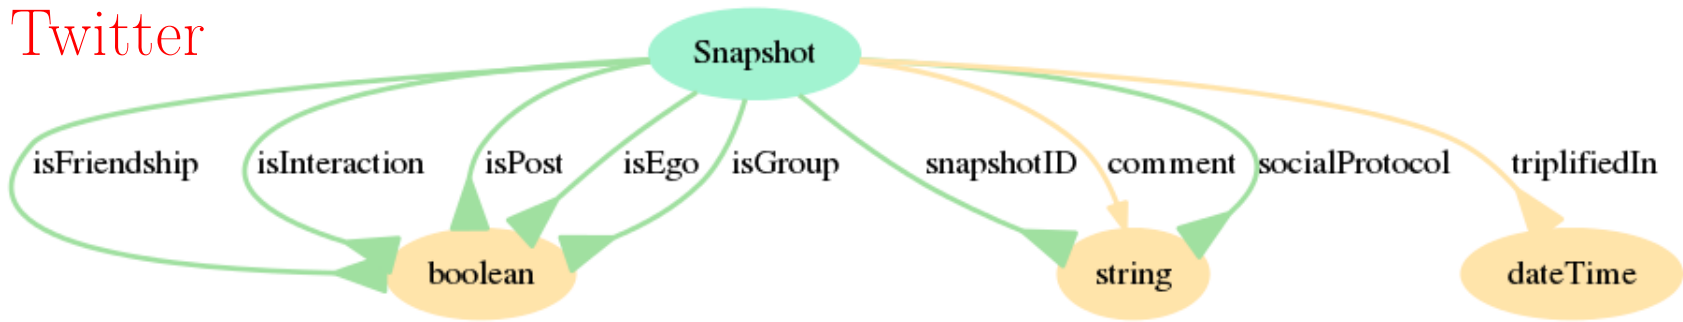 Twitter
Snapshot
isFriendship
isInteraction
isPost
isEgo
isGroup
snapshotID
comment
socialProtocol
triplifiedIn
boolean
string
dateTime